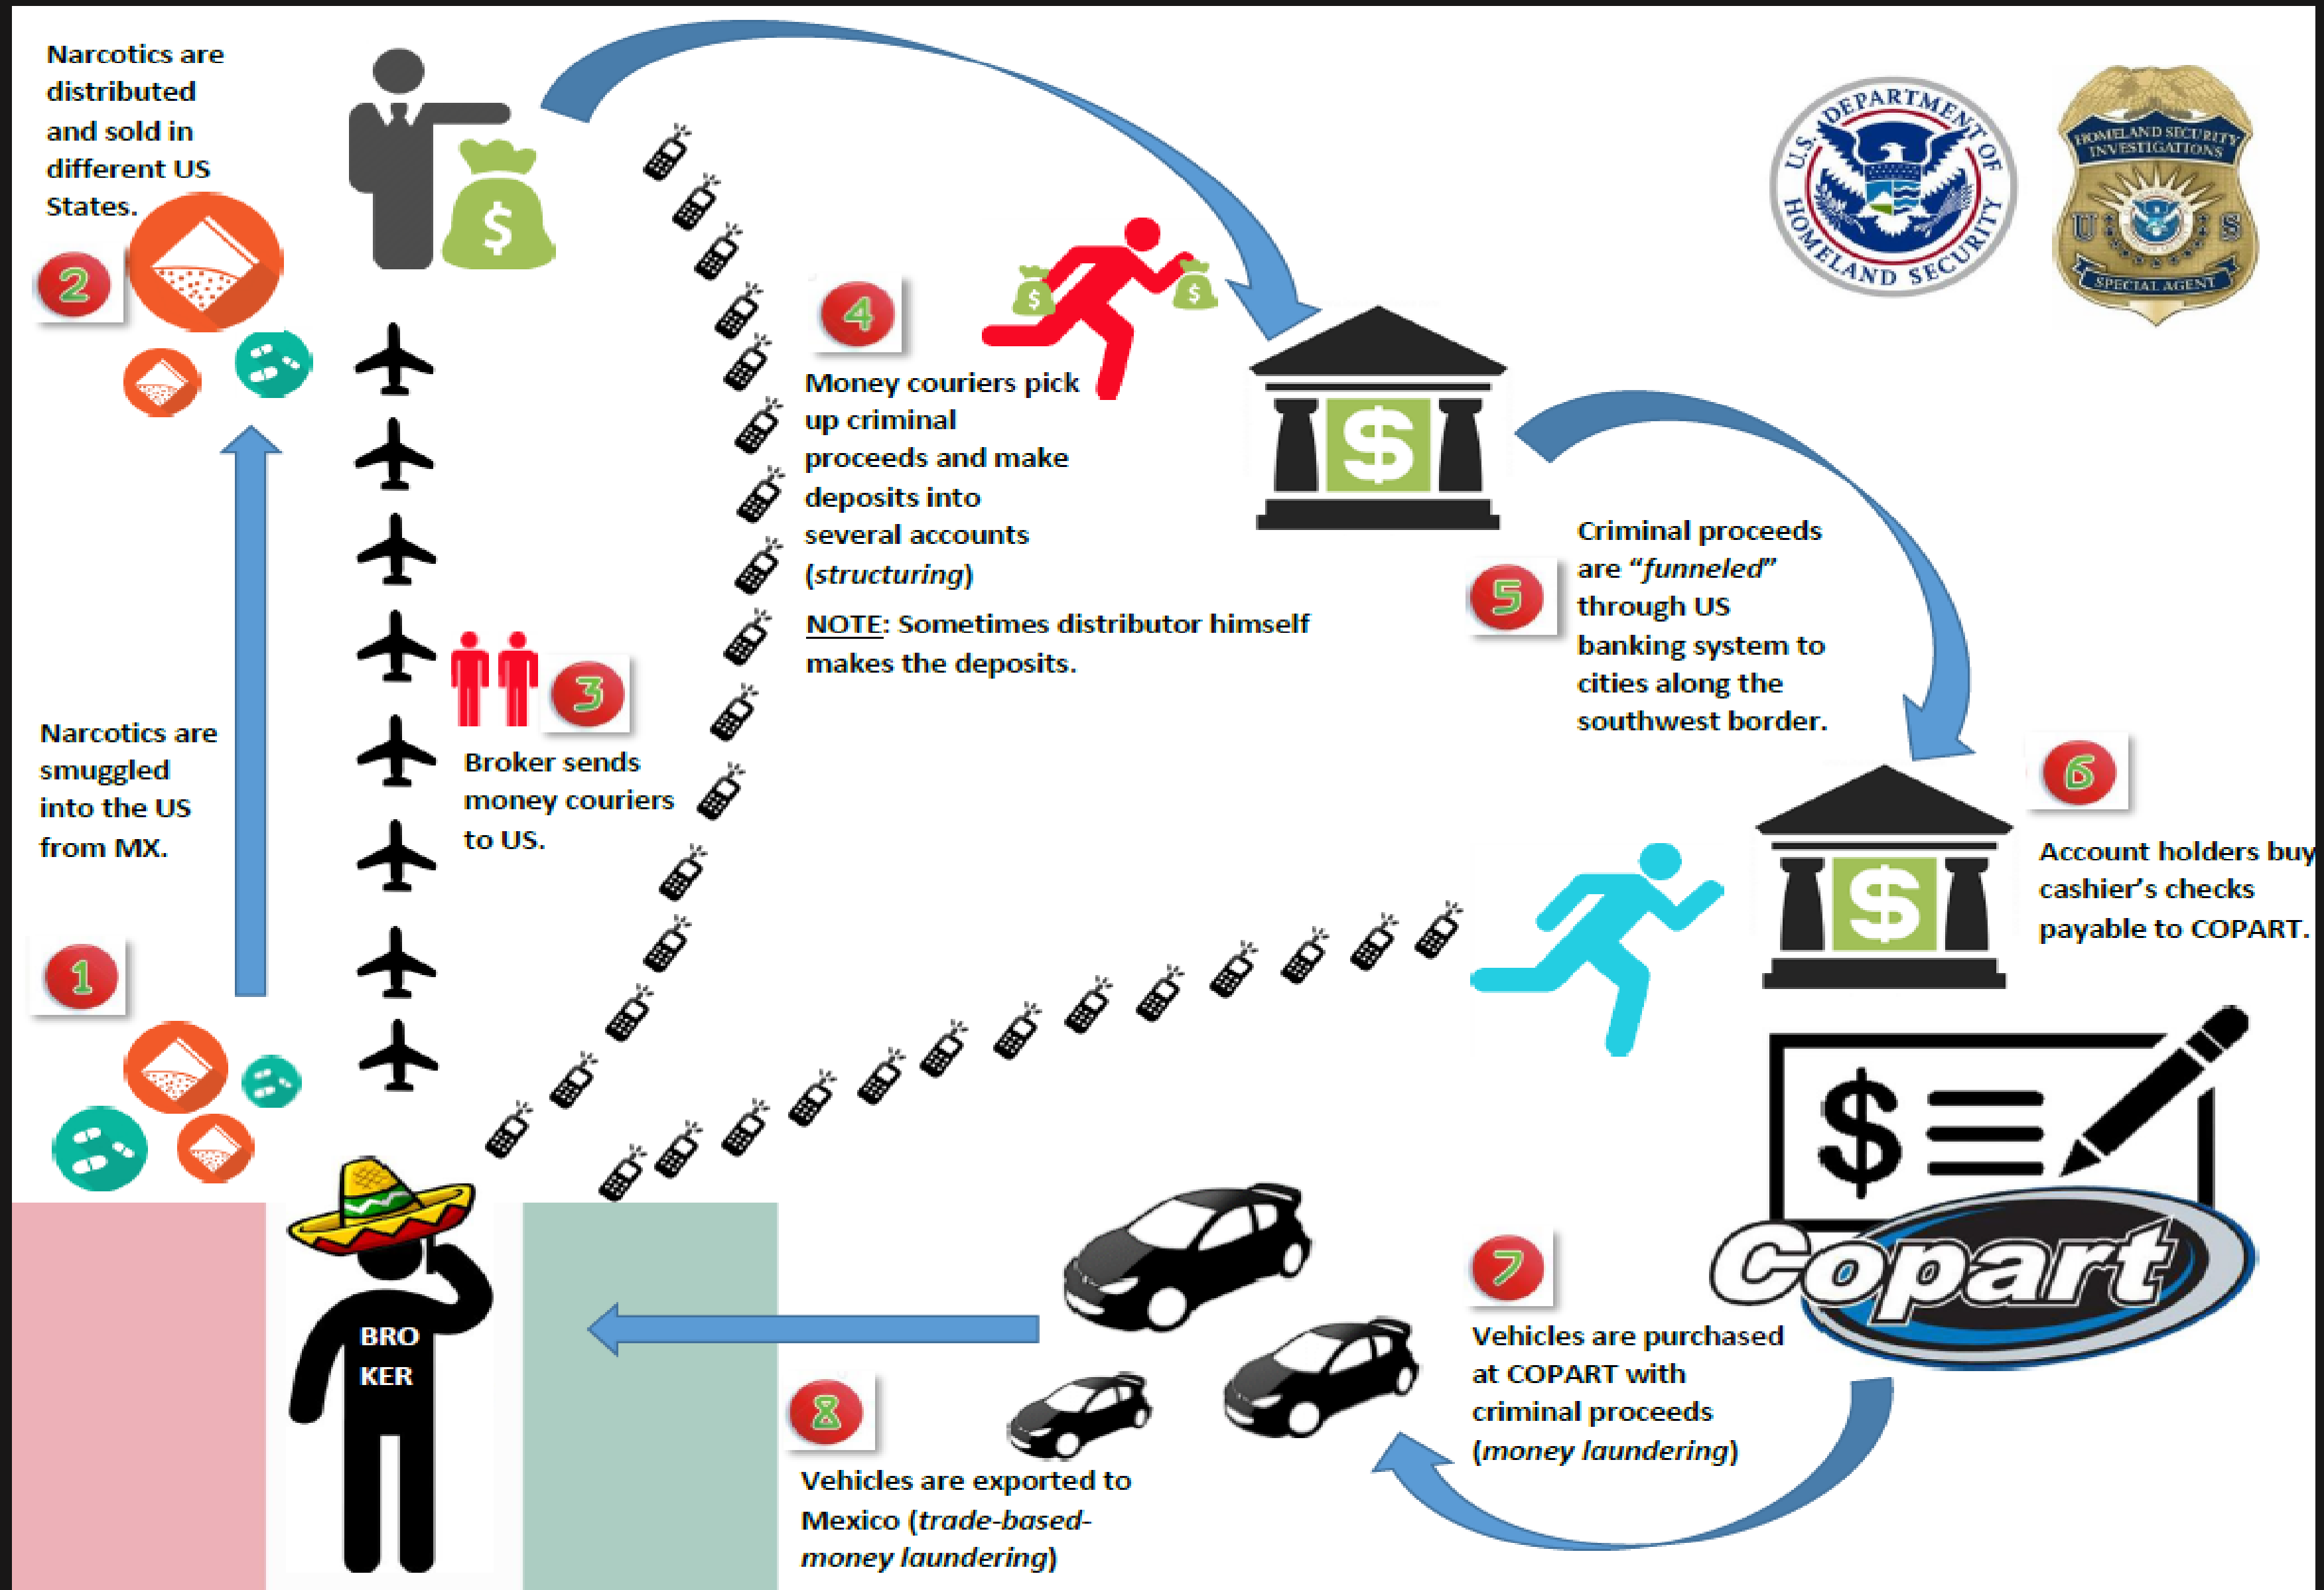 Narcotics are
distributed
and sold in
different US
States.
2
$
4
$
$
Money couriers pick
up criminal
proceeds and make
deposits into
several accounts
(structuring)
NOTE: Sometimes distributor himself
makes the deposits.
U.S. DEPARTMENT OF
HOMELAND SECURITY
HOMELAND SECURITY
INVESTIGATIONS
U S
SPECIAL AGENT
$
5
Criminal proceeds
are “funneled”
through US
banking system to
cities along the
southwest border.
3
Broker sends
money couriers
to US.
Narcotics are
smuggled
into the US
from MX.
1
6
$
Account holders buy
cashier’s checks
payable to COPART.
$
Copart
7
Vehicles are purchased
at COPART with
criminal proceeds
(money laundering)
8
Vehicles are exported to
Mexico (trade-based-
money laundering)
BRO
KER